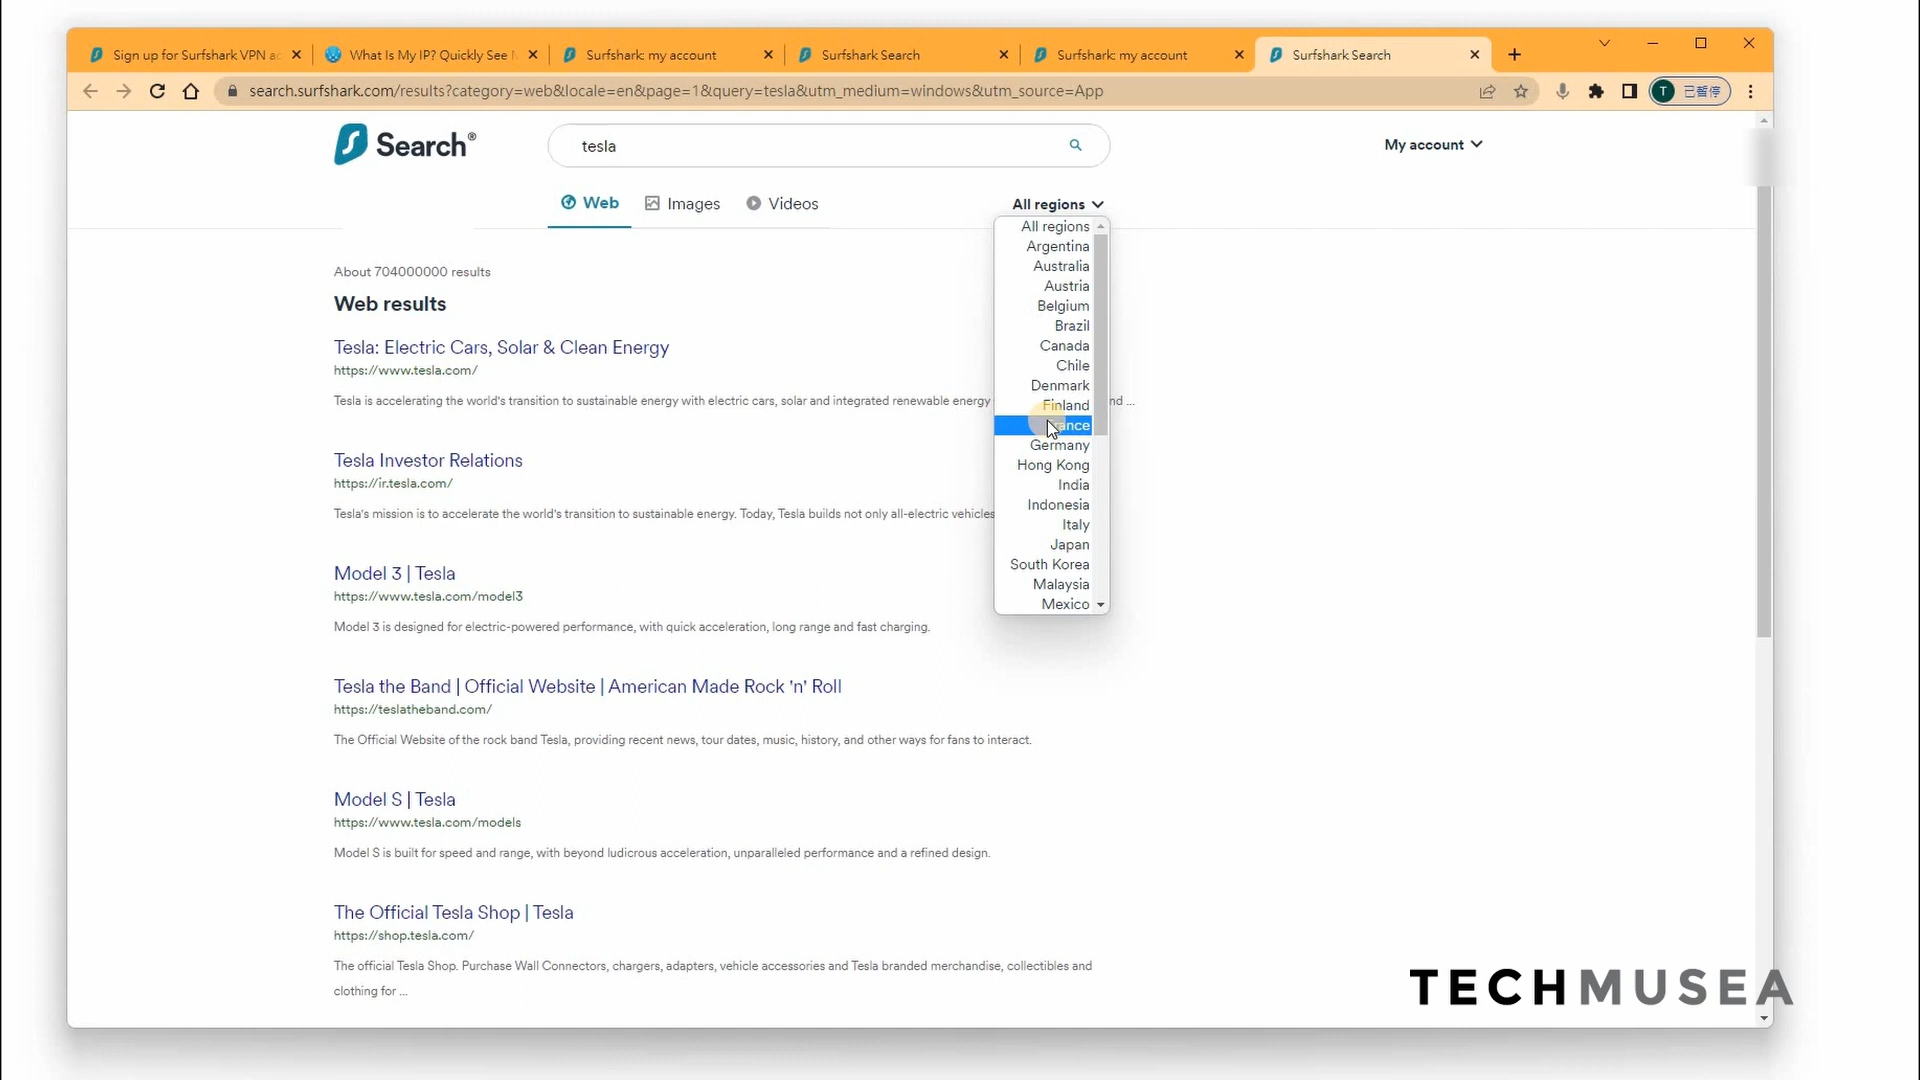 Sign up for Surfshark VPN ac
What Is My IP? Quickly See
Surfshark: my account
Surfshark Search
Surfshark: my account
Surfshark Search
search.surfshark.com/results?category=web&locale=en&page=1&query=tesla&utm_medium=windows&utm_source=App
T 已暫停
Search®
tesla
My account
Web
Images
Videos
All regions
All regions
Argentina
Australia
Austria
Belgium
Brazil
Canada
Chile
Denmark
Finland
ance
Germany
Hong Kong
India
Indonesia
Italy
Japan
South Korea
Malaysia
Mexico
About 704000000 results
Web results
Tesla: Electric Cars, Solar & Clean Energy
https://www.tesla.com/
Tesla is accelerating the world's transition to sustainable energy with electric cars, solar and integrated renewable energy nd ...
Tesla Investor Relations
https://ir.tesla.com/
Tesla's mission is to accelerate the world's transition to sustainable energy. Today, Tesla builds not only all-electric vehicles
Model 3 | Tesla
https://www.tesla.com/model3
Model 3 is designed for electric-powered performance, with quick acceleration, long range and fast charging.
Tesla the Band | Official Website | American Made Rock 'n' Roll
https://teslatheband.com/
The Official Website of the rock band Tesla, providing recent news, tour dates, music, history, and other ways for fans to interact.
Model S | Tesla
https://www.tesla.com/models
Model S is built for speed and range, with beyond ludicrous acceleration, unparalleled performance and a refined design.
The Official Tesla Shop | Tesla
https://shop.tesla.com/
The official Tesla Shop. Purchase Wall Connectors, chargers, adapters, vehicle accessories and Tesla branded merchandise, collectibles and
clothing for ...
TECHMUSEA